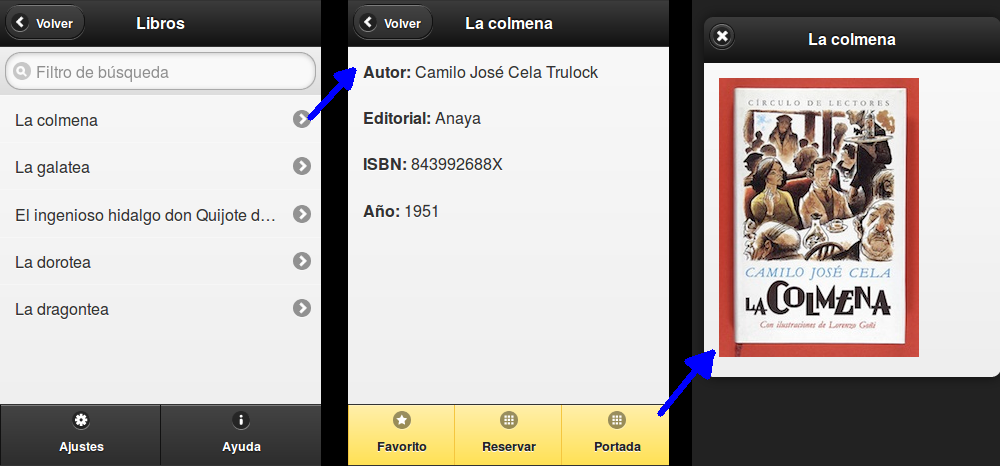 Volver
Libros
Filtro de búsqueda
La colmena
La galatea
El ingenioso hidalgo don Quijote d...
La dorotea
La dragontea
Ajustes
Ayuda
Volver
La colmena
Autor: Camilo José Cela Trulock
Editorial: Anaya
ISBN: 843992688X
Año: 1951
Favorito
Reservar
Portada
La colmena
CÍRCULO DE LECTORES
CAMILO JOSÉ CELA
LA COLMENA
Con ilustraciones de Lorenzo Goñi